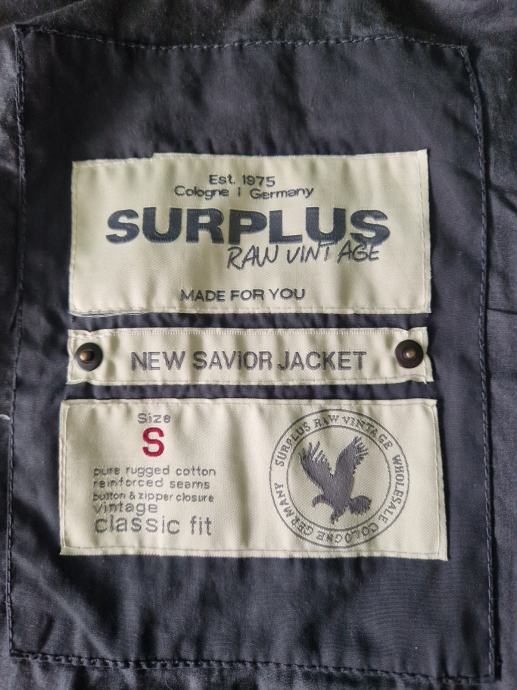 Est. 1975
Cologne | Germany
SURPLUS
RAW VINTAGE
MADE FOR YOU
NEW SAVIOR JACKET
Size
S
pure rugged cotton
reinforced seams
button & zipper closure
vintage
classic fit
SURPLUS RAW VINTAGE WHOLESALE COLOGNE GERMANY